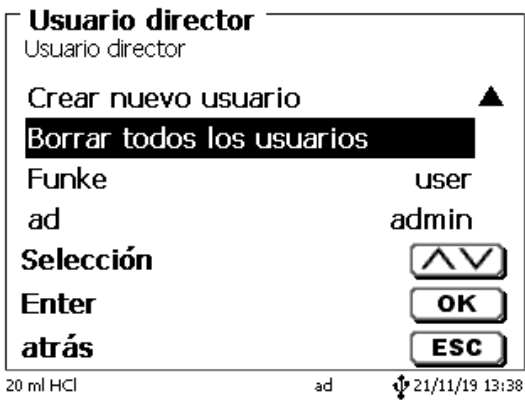 Usuario director
Usuario director
Crear nuevo usuario
Borrar todos los usuarios
Funke user
ad admin
Selección
Enter OK
atrás ESC
20 ml HCl ad 21/11/19 13:38